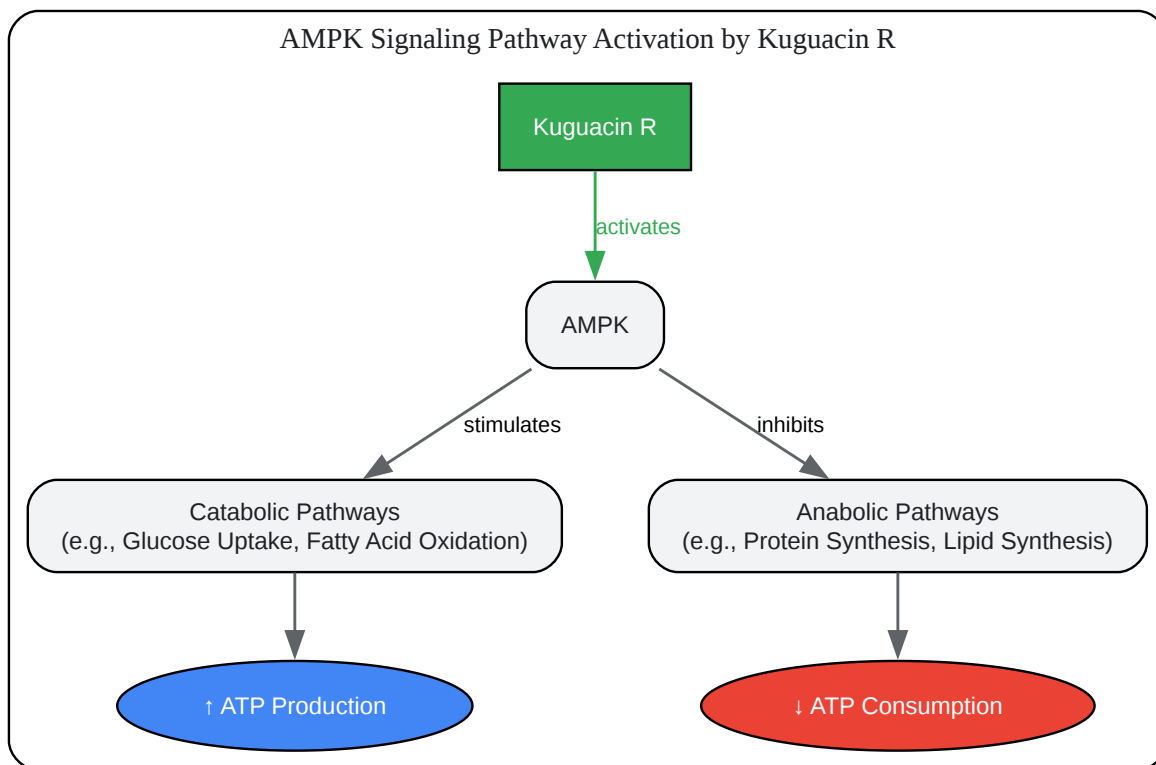 AMPK Signaling Pathway Activation by Kuguacin R
Kuguacin R
activates
AMPK
stimulates
inhibits
Catabolic Pathways
(e.g., Glucose Uptake, Fatty Acid Oxidation)
Anabolic Pathways
(e.g., Protein Synthesis, Lipid Synthesis)
↑ ATP Production
↓ ATP Consumption